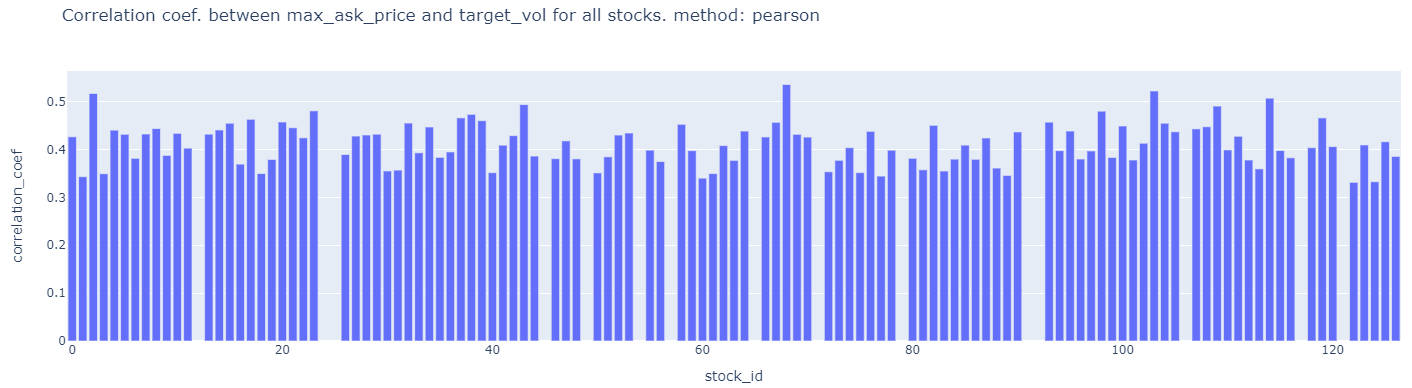 Correlation coef. between max_ask_price and target_vol for all stocks. method: pearson
correlation_coef
0.5
0.4
0.3
0.2
0.1
0
0 20 40 60 80 100 120
stock_id